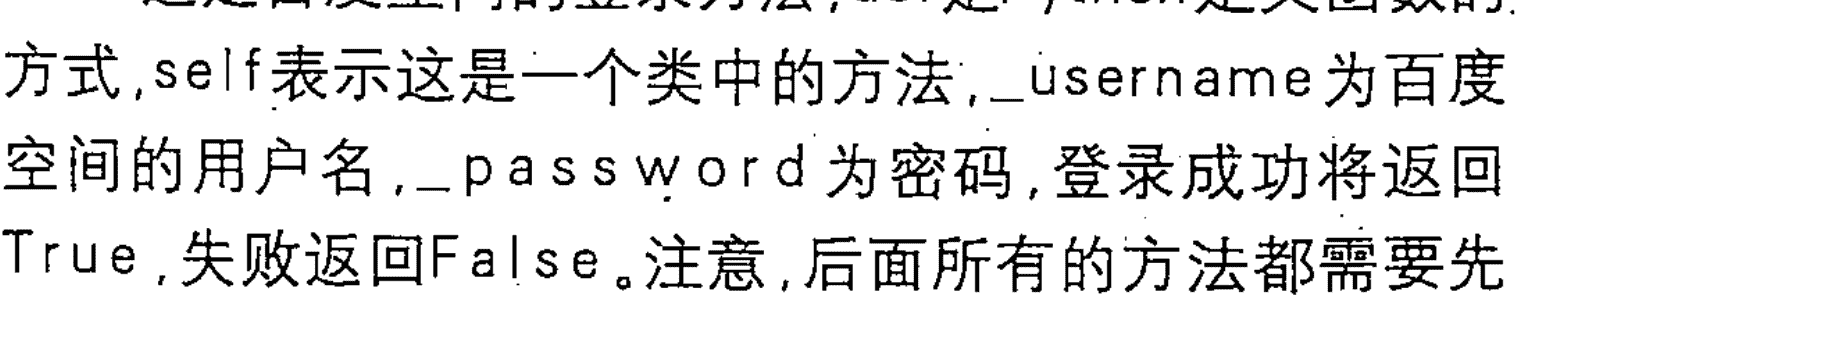 方式,self表示这是一个类中的方法,_username为百度
空间的用户名,_password为密码,登录成功将返回
True,失败返回False。注意,后面所有的方法都需要先